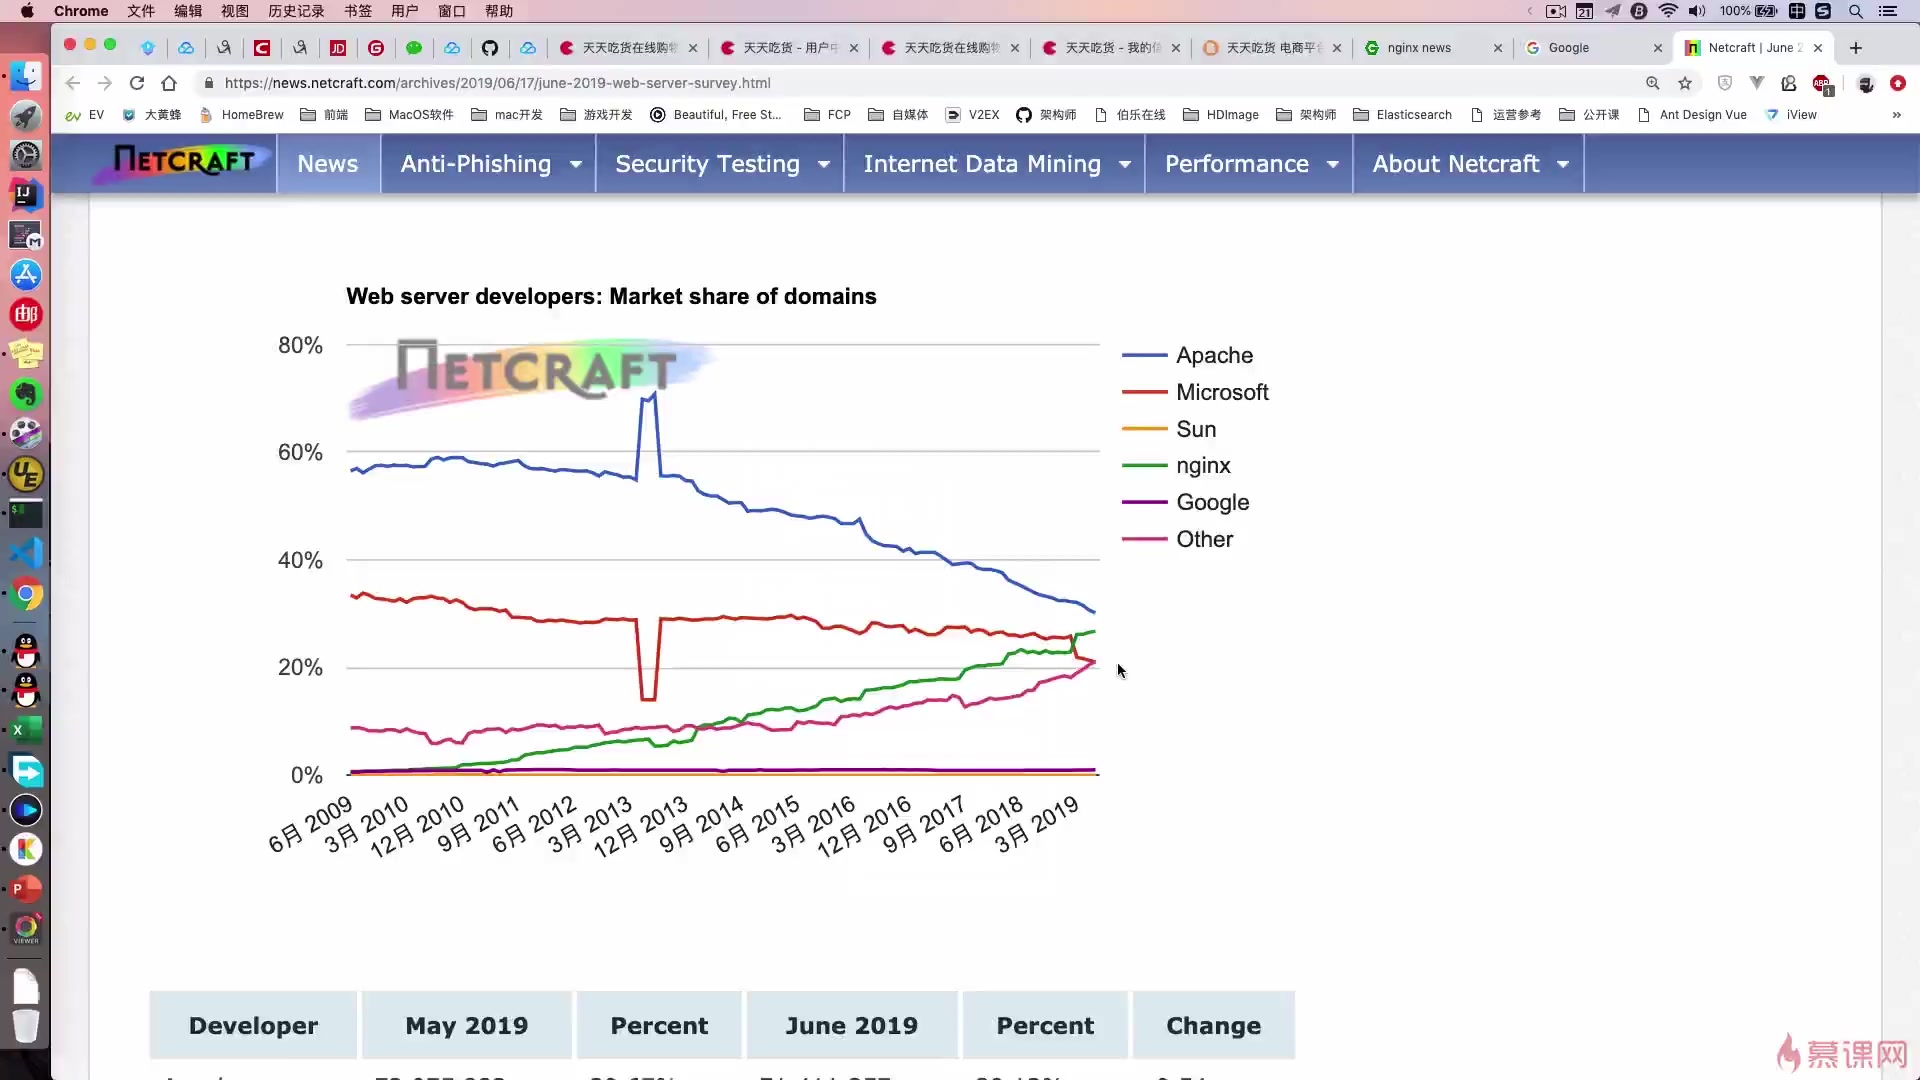 Chrome 文件 编辑 视图 历史记录 书签 用户 窗口 帮助
21 100% 中 S
天天吃货在线购物 天天吃货 - 用户中 天天吃货在线购物 天天吃货 - 我的信 天天吃货 电商平台 nginx news Google Netcraft | June 2
https://news.netcraft.com/archives/2019/06/17/june-2019-web-server-survey.html
EV 大黄蜂 HomeBrew 前端 MacOS软件 mac开发 游戏开发 Beautiful, Free St... FCP 自媒体 V2EX 架构师 伯乐在线 HDImage 架构师 Elasticsearch 运营参考 公开课 Ant Design Vue iView »
NETCRAFT News Anti-Phishing Security Testing Internet Data Mining Performance About Netcraft
Web server developers: Market share of domains
NETCRAFT
80%
60%
40%
20%
0%
Apache
Microsoft
Sun
nginx
Google
Other
6月 2009
3月 2010
12月 2010
9月 2011
6月 2012
3月 2013
12月 2013
9月 2014
6月 2015
3月 2016
12月 2016
9月 2017
6月 2018
3月 2019
Developer May 2019 Percent June 2019 Percent Change
慕课网